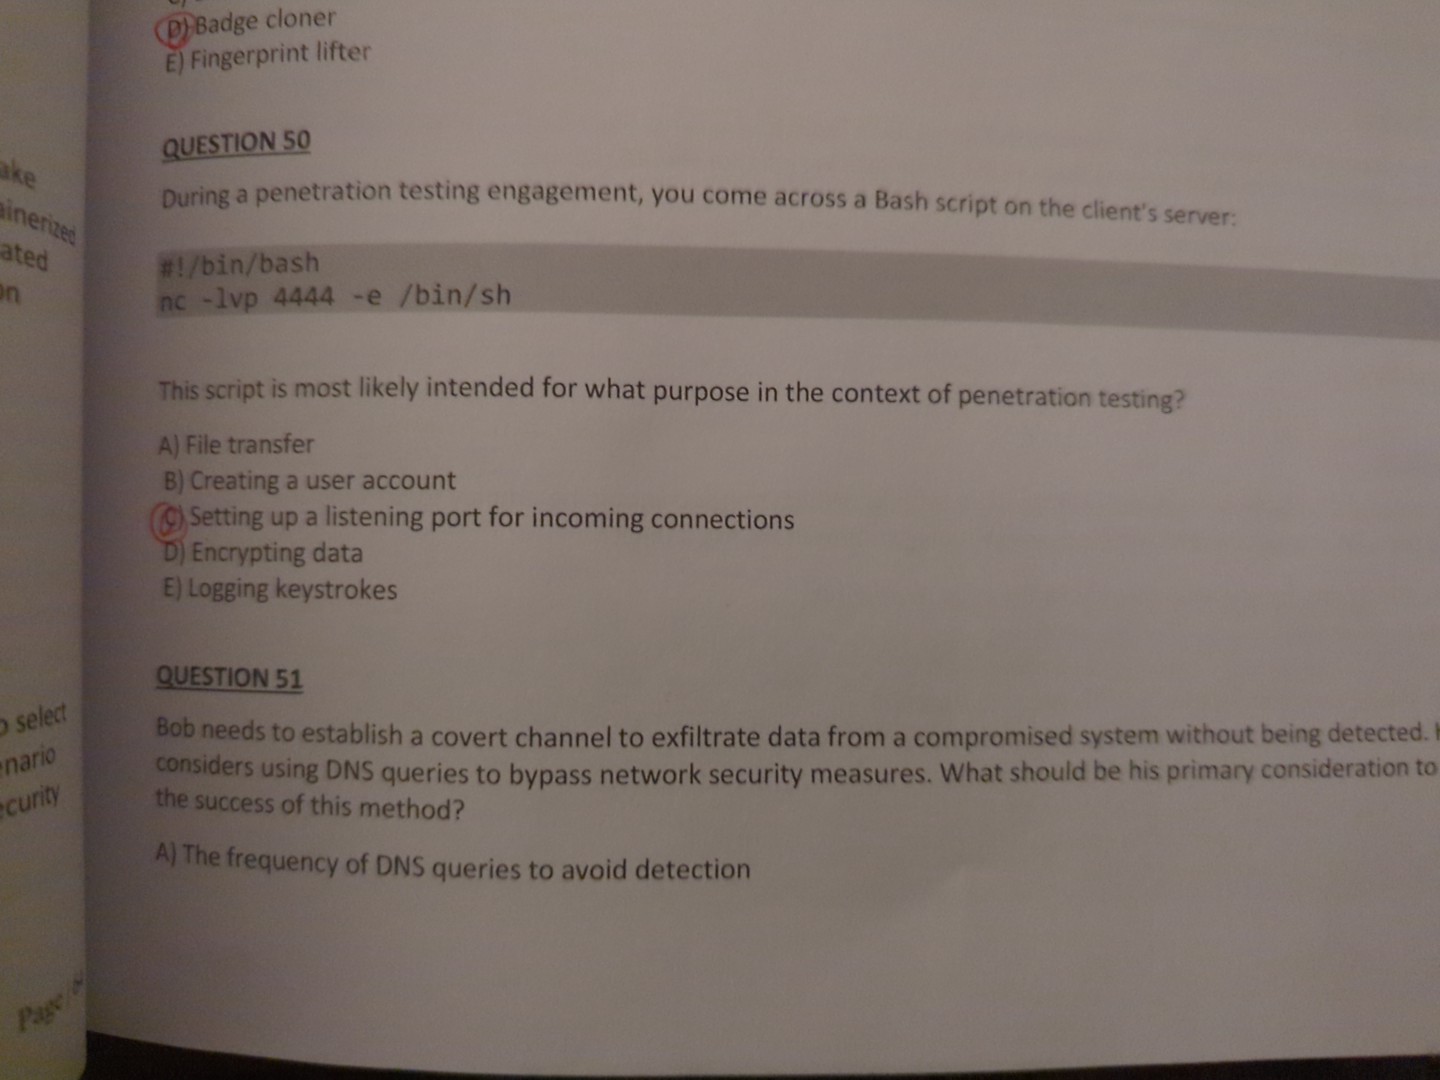 D) Badge cloner
E) Fingerprint lifter
QUESTION 50
During a penetration testing engagement, you come across a Bash script on the client's server:
#!/bin/bash
nc -lvp 4444 -e /bin/sh
This script is most likely intended for what purpose in the context of penetration testing?
A) File transfer
B) Creating a user account
C) Setting up a listening port for incoming connections
D) Encrypting data
E) Logging keystrokes
QUESTION 51
Bob needs to establish a covert channel to exfiltrate data from a compromised system without being detected.
considers using DNS queries to bypass network security measures. What should be his primary consideration to
the success of this method?
A) The frequency of DNS queries to avoid detection
ake
ainerized
ated
on
o select
enario
ecurity
Page